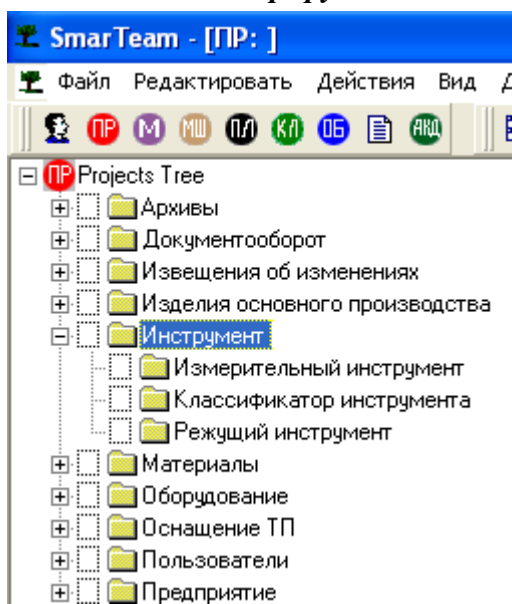 SmarTeam - [ПР: ]
Файл Редактировать Действия Вид
ПР М МШ ПЛ КЛ ОБ АКД
ПР Projects Tree
Архивы
Документооборот
Извещения об изменениях
Изделия основного производства
Инструмент
Измерительный инструмент
Классификатор инструмента
Режущий инструмент
Материалы
Оборудование
Оснащение ТП
Пользователи
Предприятие